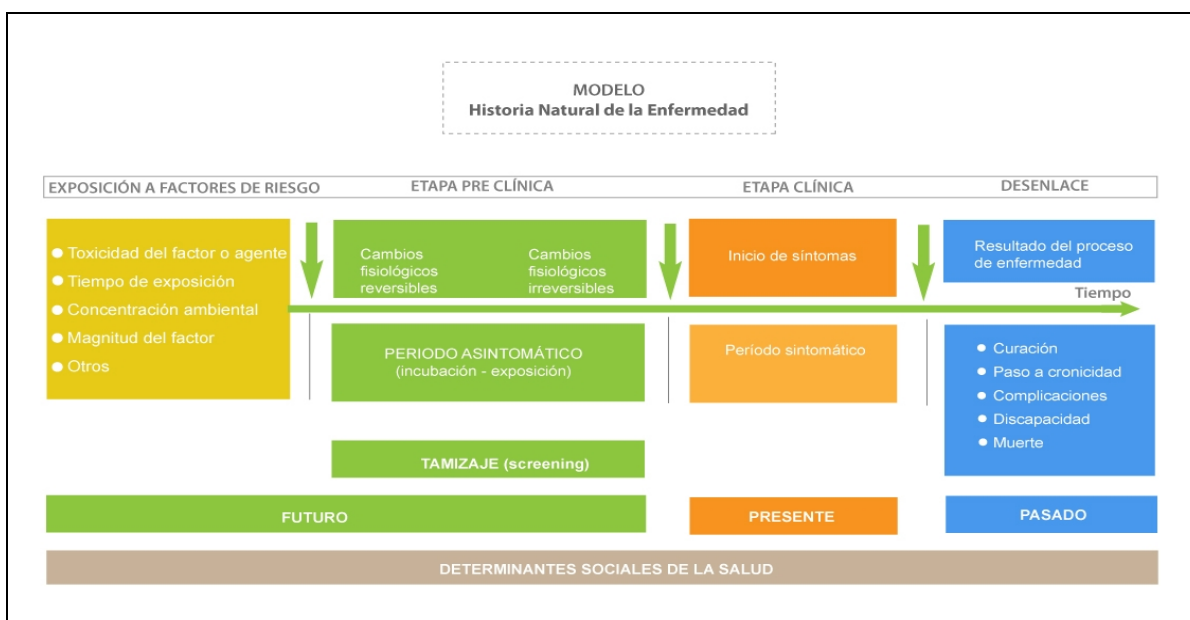 MODELO
Historia Natural de la Enfermedad
EXPOSICIÓN A FACTORES DE RIESGO
ETAPA PRE CLÍNICA
ETAPA CLÍNICA
DESENLACE
Toxicidad del factor o agente
Tiempo de exposición
Concentración ambiental
Magnitud del factor
Otros
Cambios
fisiológicos
reversibles
Cambios
fisiológicos
irreversibles
Inicio de síntomas
Resultado del proceso
de enfermedad
Tiempo
PERIODO ASINTOMÁTICO
(incubación - exposición)
Período sintomático
Curación
Paso a cronicidad
Complicaciones
Discapacidad
Muerte
TAMIZAJE (screening)
FUTURO
PRESENTE
PASADO
DETERMINANTES SOCIALES DE LA SALUD